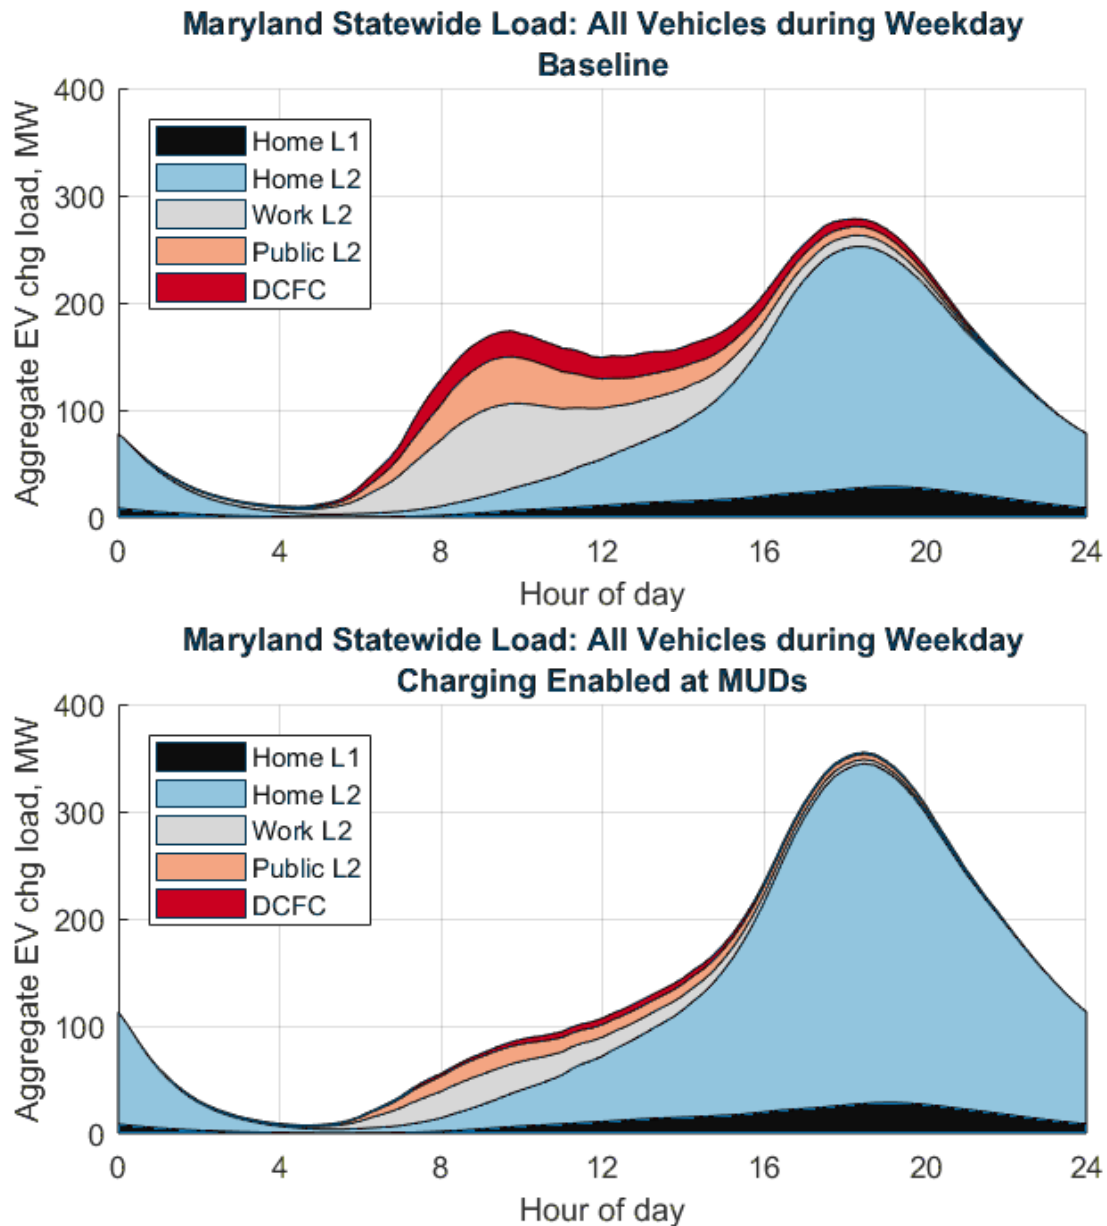 Maryland Statewide Load: All Vehicles during Weekday
Baseline
400
300
200
100
0
Aggregate EV chg load, MW
Home L1
Home L2
Work L2
Public L2
DCFC
0 4 8 12 16 20 24
Hour of day
Maryland Statewide Load: All Vehicles during Weekday
Charging Enabled at MUDs
400
300
200
100
0
Aggregate EV chg load, MW
Home L1
Home L2
Work L2
Public L2
DCFC
0 4 8 12 16 20 24
Hour of day